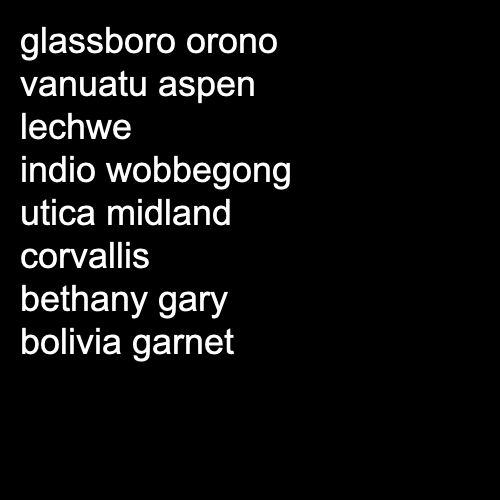 glassboro orono
vanuatu aspen
lechwe
indio wobbegong
utica midland
corvallis
bethany gary
bolivia garnet